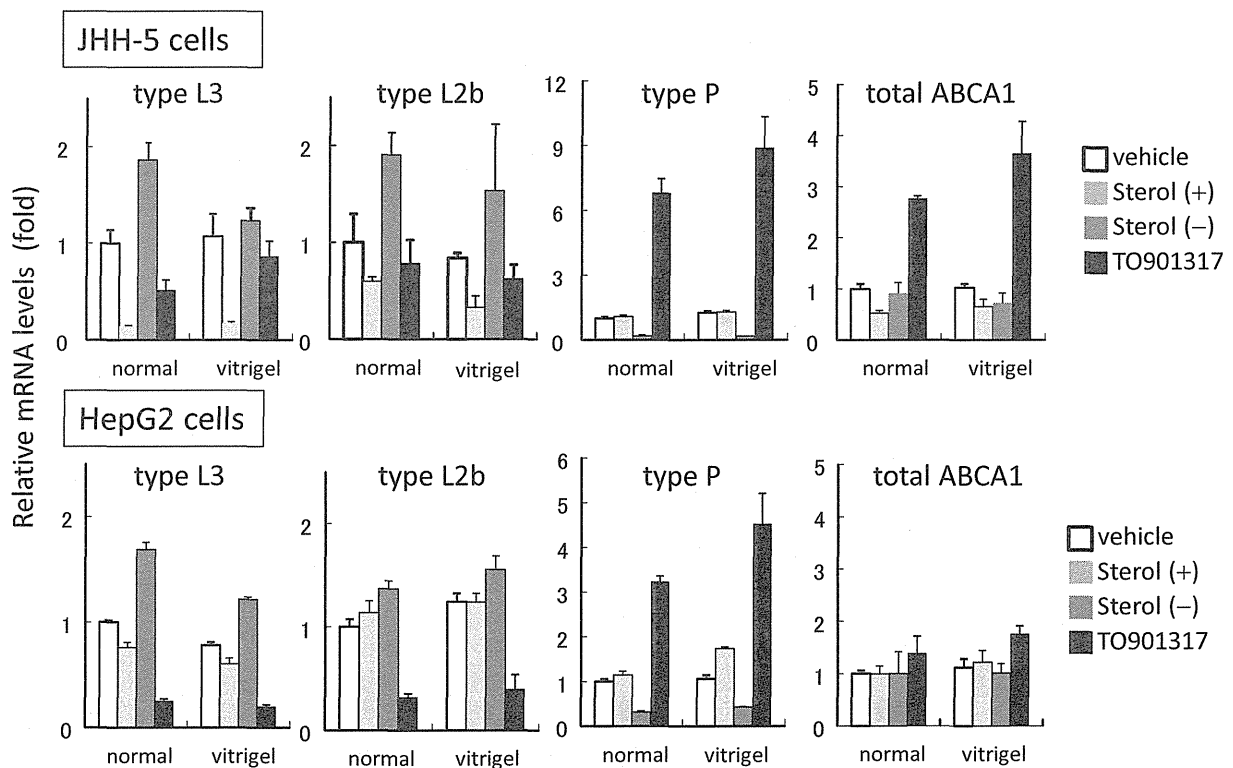 JHH-5 cells
type L3
type L2b
type P
total ABCA1
Relative mRNA levels (fold)
2
1
0
2
1
0
12
9
6
3
0
5
4
3
2
1
0
normal vitrigel
normal vitrigel
normal vitrigel
normal vitrigel
vehicle
Sterol (+)
Sterol (−)
TO901317
HepG2 cells
type L3
type L2b
type P
total ABCA1
2
1
0
2
1
0
6
5
4
3
2
1
0
5
4
3
2
1
0
normal vitrigel
normal vitrigel
normal vitrigel
normal vitrigel
vehicle
Sterol (+)
Sterol (−)
TO901317